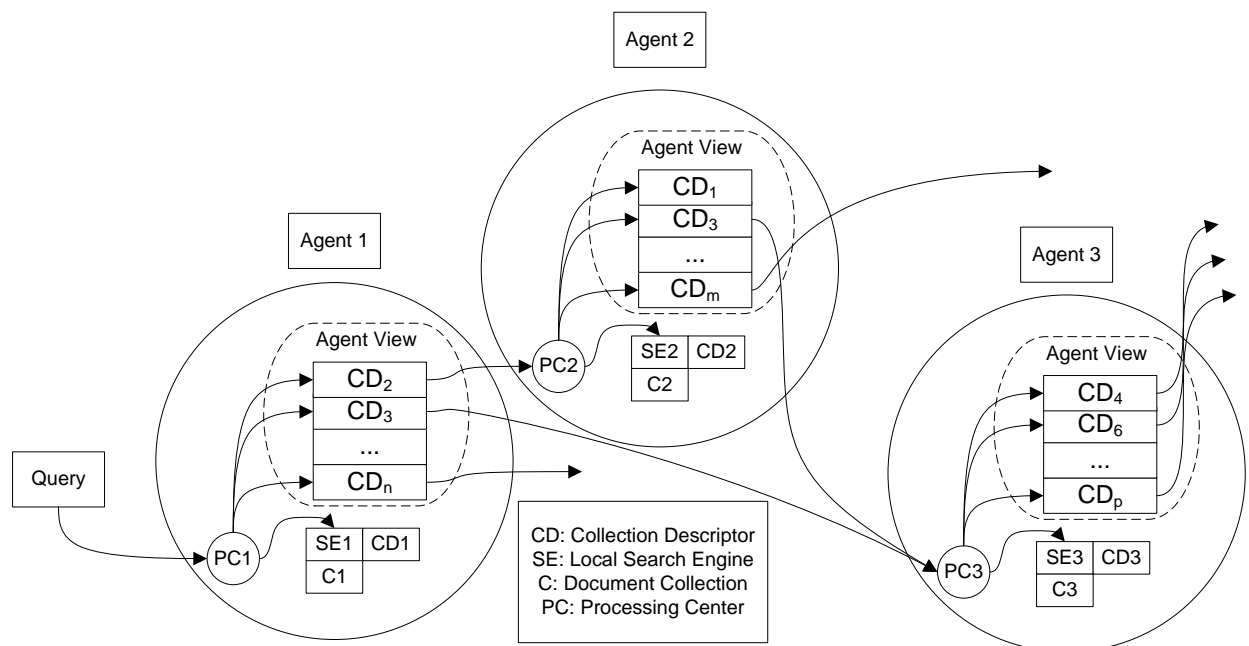 Agent 2
Agent View
CD₁
CD₃
...
CDₘ
PC2
SE2
CD2
C2
Agent 1
Agent View
CD₂
CD₃
...
CDₙ
Query
PC1
SE1
CD1
C1
Agent 3
Agent View
CD₄
CD₆
...
CDₚ
PC3
SE3
CD3
C3
CD: Collection Descriptor
SE: Local Search Engine
C: Document Collection
PC: Processing Center